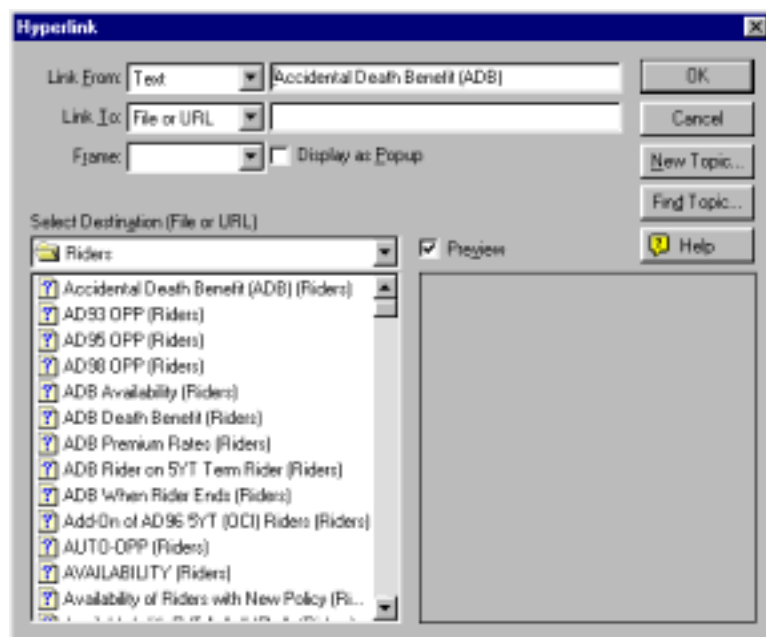 Hyperlink
Link From: Text Accidental Death Benefit (ADB) OK
Link To: File or URL Cancel
Frame: Display as Popup New Topic...
Find Topic...
Select Destination (File or URL)
Riders Preview Help
Accidental Death Benefit (ADB) (Riders)
AD93 OPP (Riders)
AD95 OPP (Riders)
AD98 OPP (Riders)
ADB Availability (Riders)
ADB Death Benefit (Riders)
ADB Premium Rates (Riders)
ADB Rider on 5YT Term Rider (Riders)
ADB When Rider Ends (Riders)
Add-On of AD96 5YT (OCI) Riders (Riders)
AUTO-OPP (Riders)
AVAILABILITY (Riders)
Availability of Riders with New Policy (Ri...